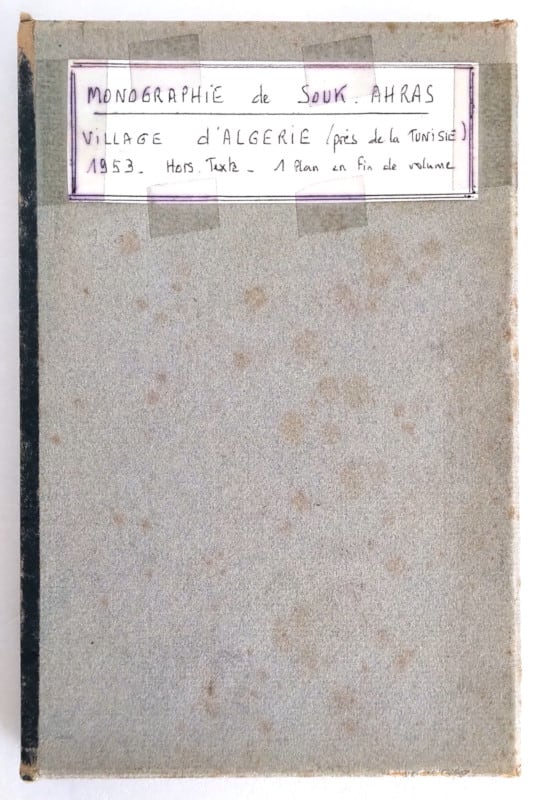 MONOGRAPHIE de SOUK. AHRAS
VILLAGE d'ALGERIE (près de la TUNISIE)
1953. HORS. Texte - 1 Plan en fin de volume